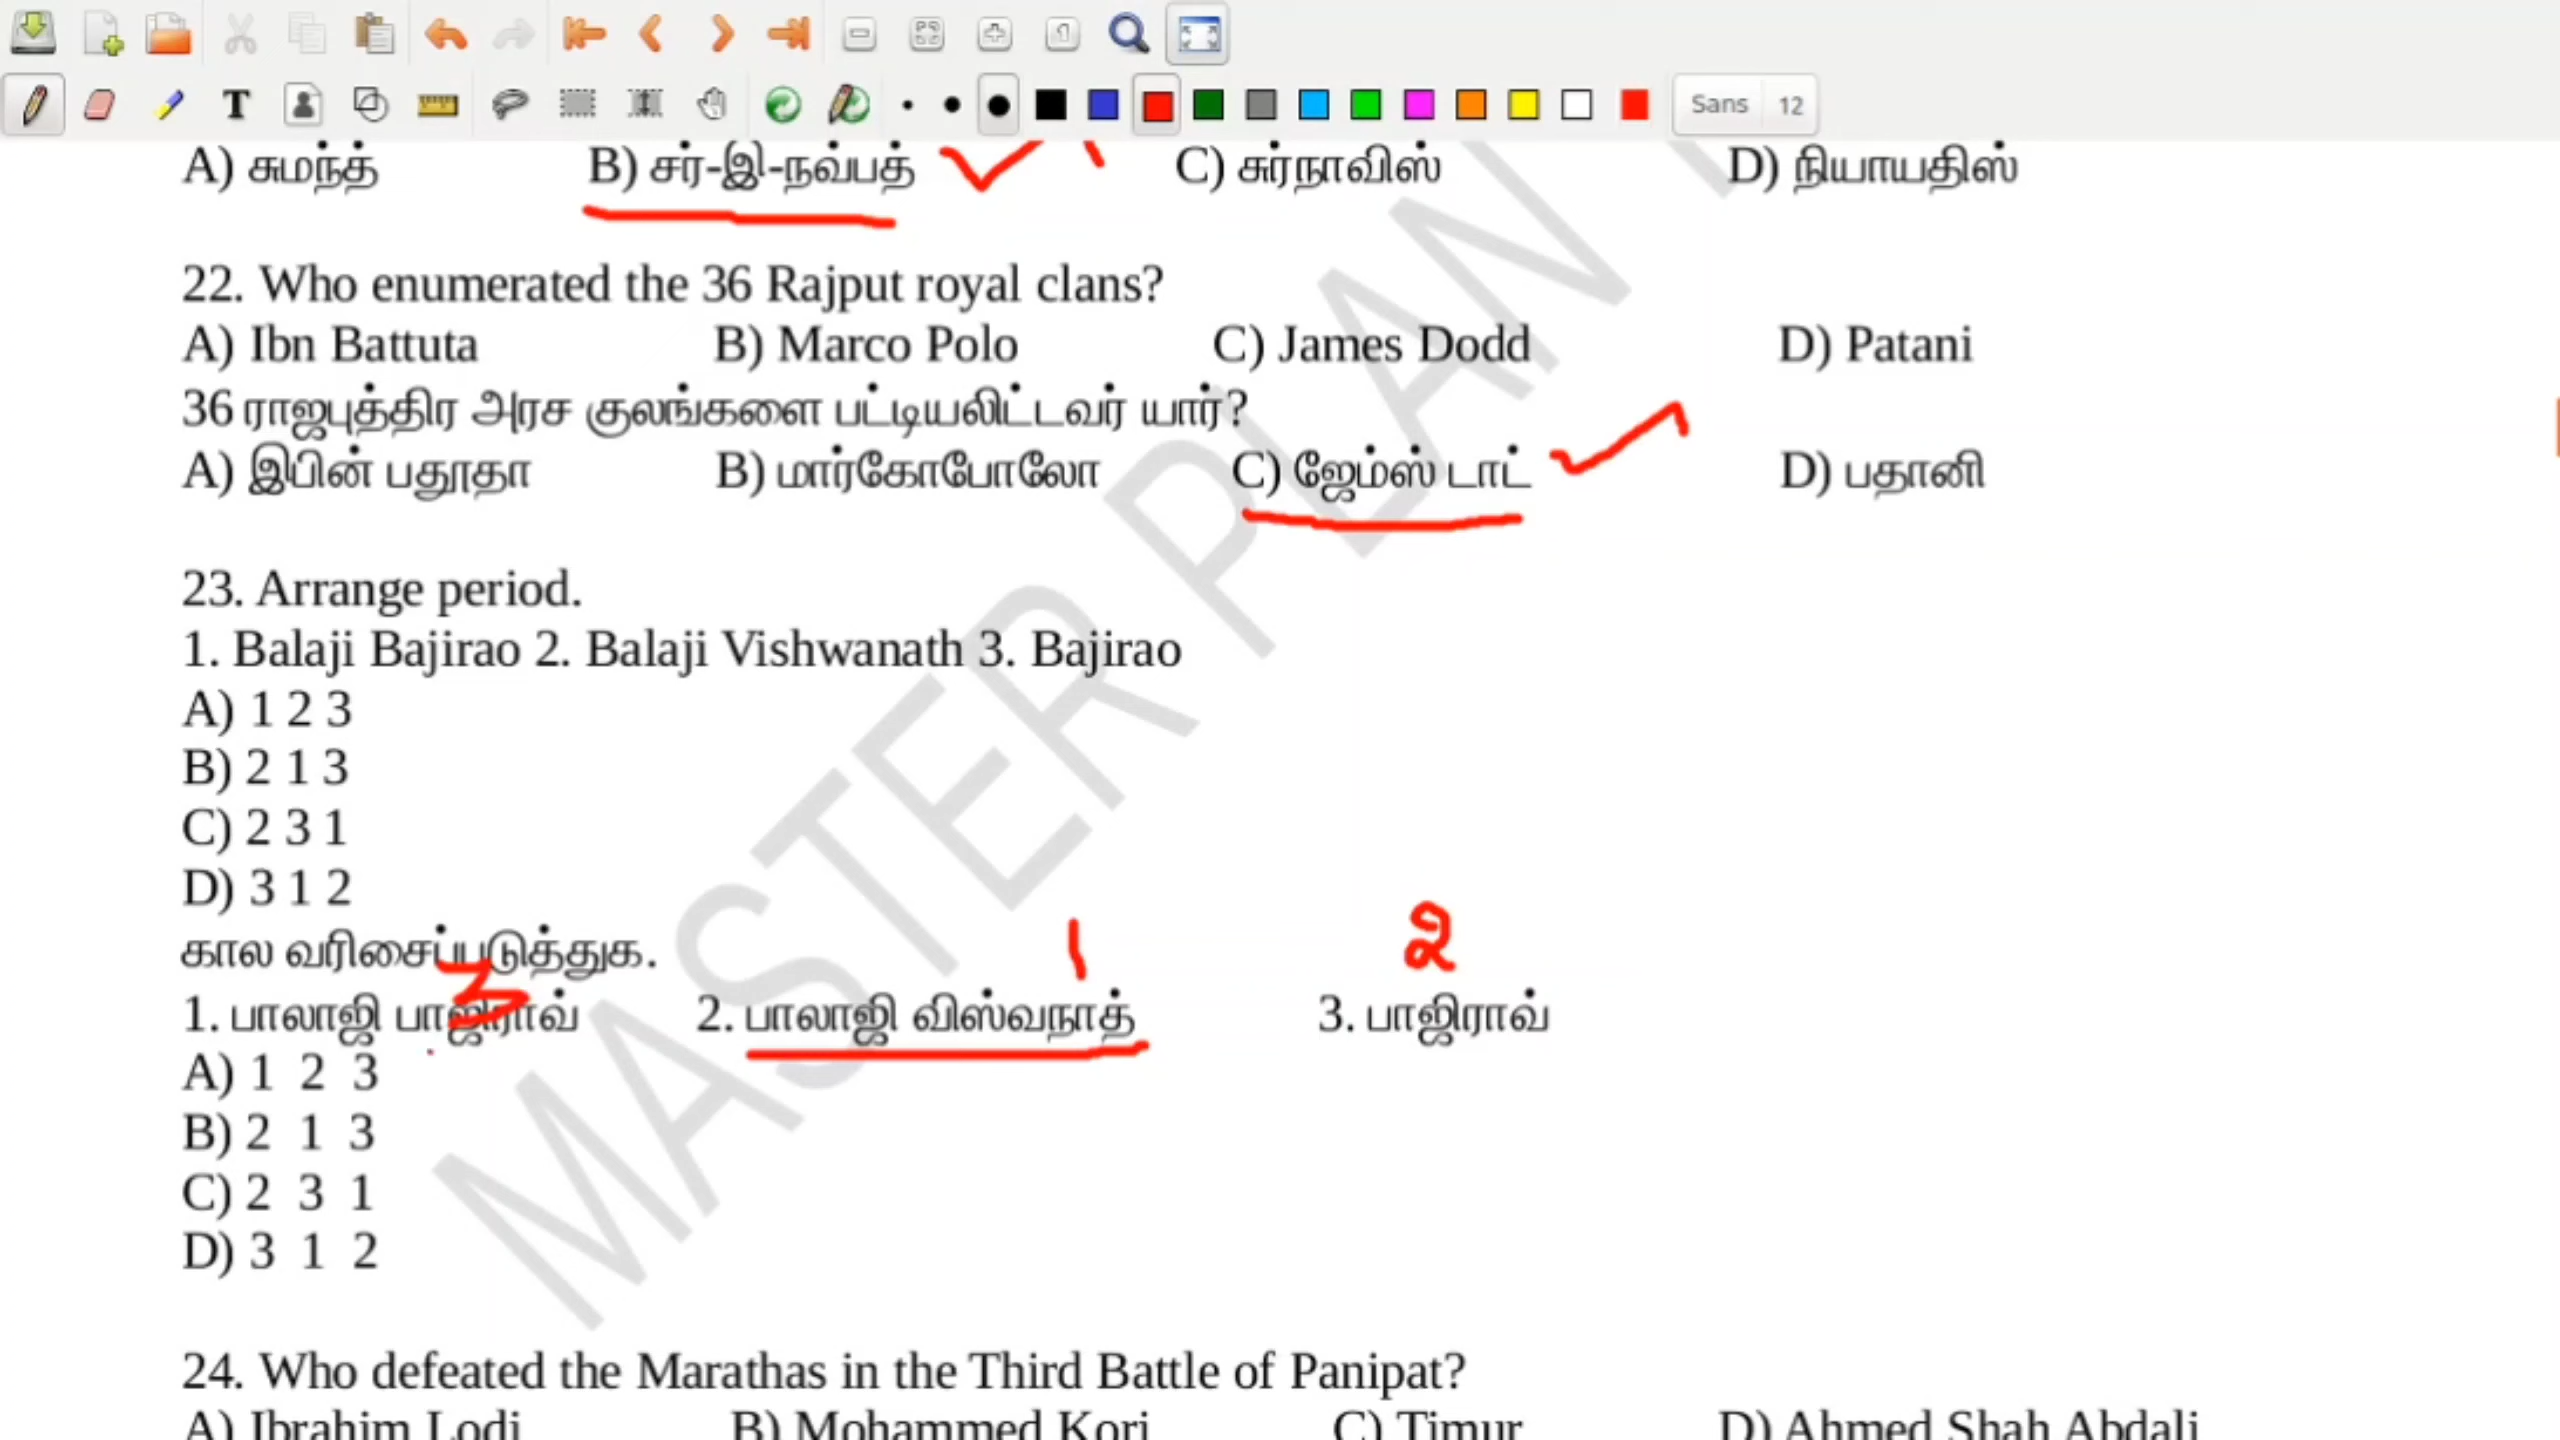 Sans 12
A) சுமந்த் B) சர்-இ-நவ்பத் C) சுர்நாவிஸ் D) நியாயதிஸ்
22. Who enumerated the 36 Rajput royal clans?
A) Ibn Battuta B) Marco Polo C) James Dodd D) Patani
36 ராஜபுத்திர அரச குலங்களை பட்டியலிட்டவர் யார்?
A) இபின் பதூதா B) மார்கோபோலோ C) ஜேம்ஸ் டாட் D) பதானி
23. Arrange period.
1. Balaji Bajirao 2. Balaji Vishwanath 3. Bajirao
A) 1 2 3
B) 2 1 3
C) 2 3 1
D) 3 1 2
கால வரிசைப்படுத்துக.
3 1 2
1. பாலாஜி பாஜிராவ் 2. பாலாஜி விஸ்வநாத் 3. பாஜிராவ்
A) 1 2 3
B) 2 1 3
C) 2 3 1
D) 3 1 2
24. Who defeated the Marathas in the Third Battle of Panipat?
A) Ibrahim Lodi B) Mohammed Kori C) Timur D) Ahmed Shah Abdali
MASTER PLAN